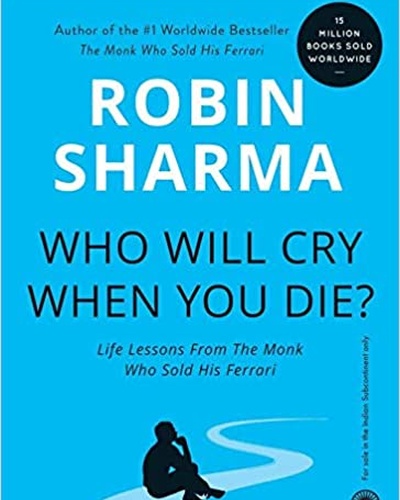 Author of the #1 Worldwide Bestseller
The Monk Who Sold His Ferrari
15
MILLION
BOOKS SOLD
WORLDWIDE
ROBIN
SHARMA
WHO WILL CRY
WHEN YOU DIE?
Life Lessons From The Monk
Who Sold His Ferrari
For sale in the Indian Subcontinent only